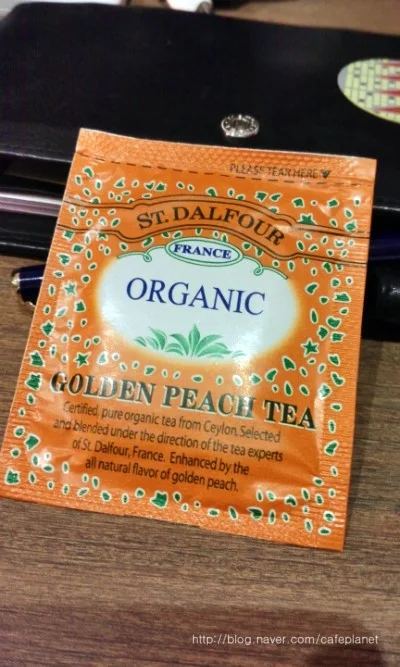 PLEASE TEAR HERE
ST. DALFOUR
FRANCE
ORGANIC
GOLDEN PEACH TEA
Certified, pure organic tea from Ceylon. Selected
and blended under the direction of the tea experts
of St. Dalfour, France. Enhanced by the
all natural flavor of golden peach.
http://blog.naver.com/cafeplanet